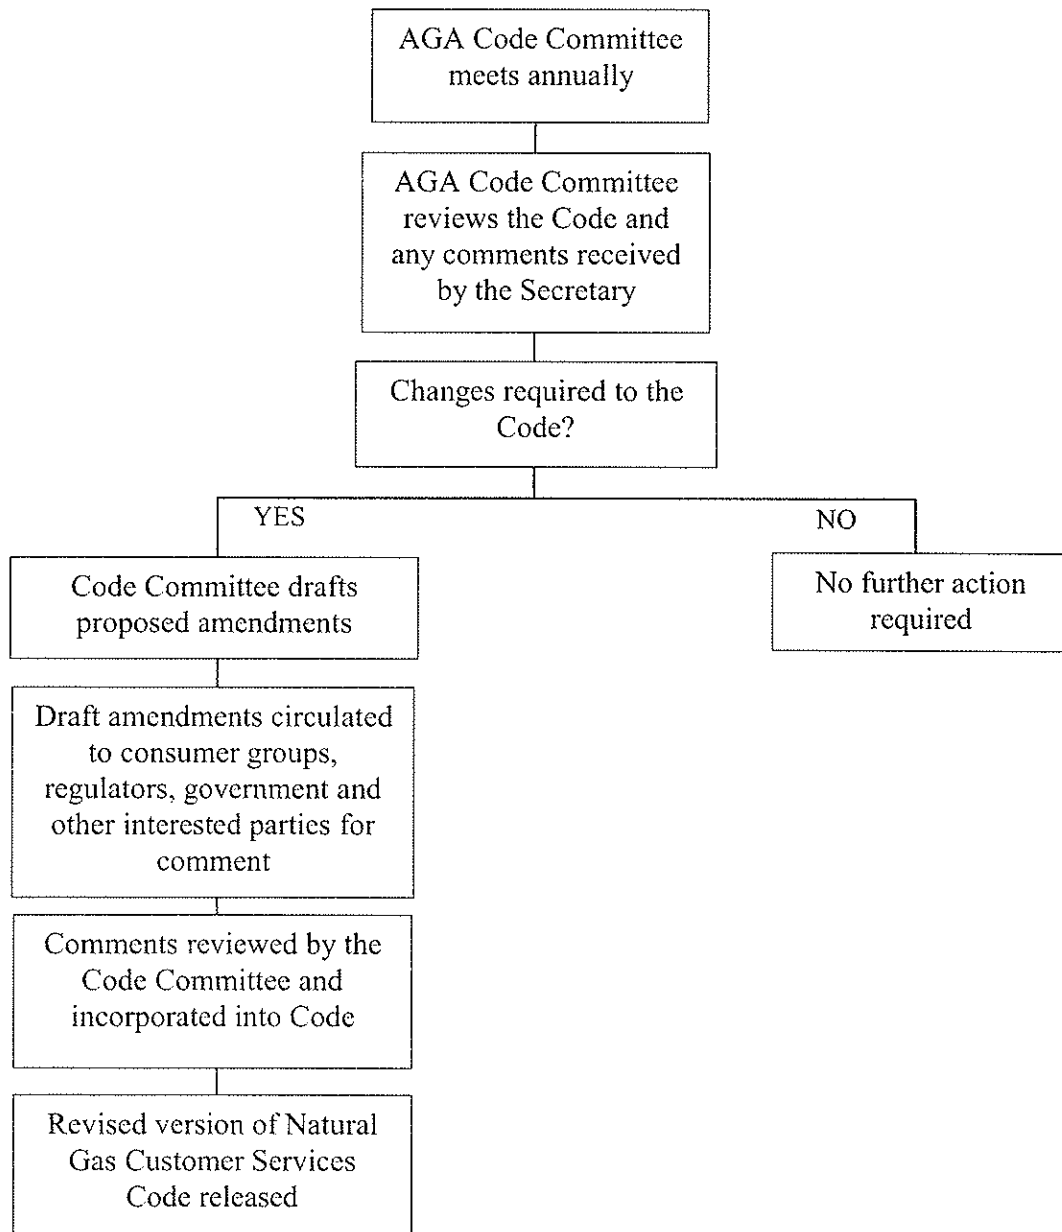 AGA Code Committee
meets annually
AGA Code Committee
reviews the Code and
any comments received
by the Secretary
Changes required to the
Code?
YES
NO
Code Committee drafts
proposed amendments
No further action
required
Draft amendments circulated
to consumer groups,
regulators, government and
other interested parties for
comment
Comments reviewed by the
Code Committee and
incorporated into Code
Revised version of Natural
Gas Customer Services
Code released